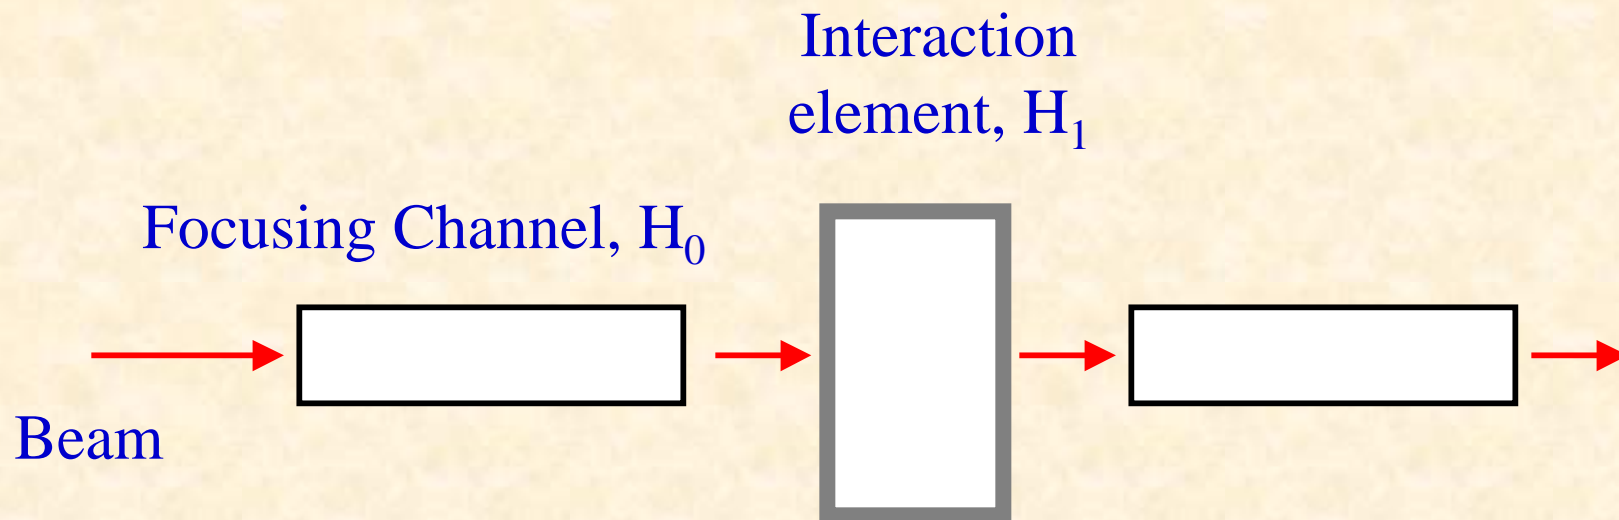 Interaction
element, H₁
Focusing Channel, H₀
Beam